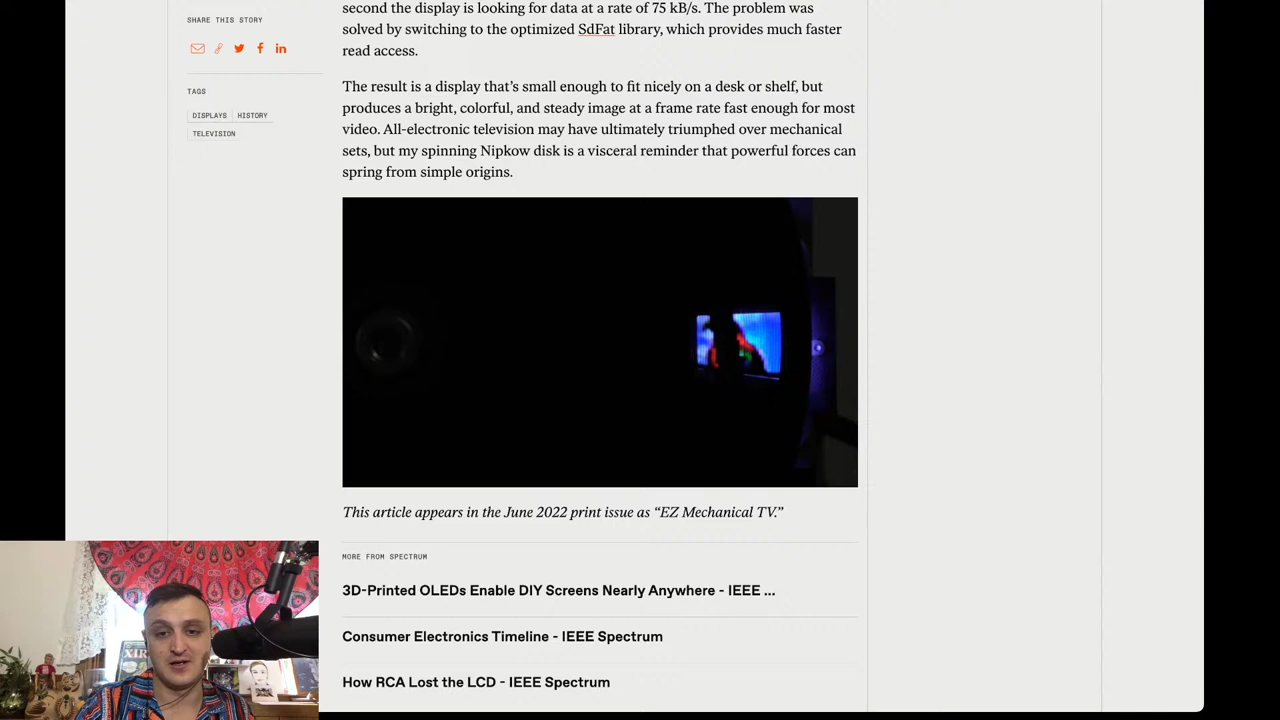 SHARE THIS STORY
TAGS
DISPLAYS HISTORY
TELEVISION
second the display is looking for data at a rate of 75 kB/s. The problem was
solved by switching to the optimized SdFat library, which provides much faster
read access.
The result is a display that’s small enough to fit nicely on a desk or shelf, but
produces a bright, colorful, and steady image at a frame rate fast enough for most
video. All-electronic television may have ultimately triumphed over mechanical
sets, but my spinning Nipkow disk is a visceral reminder that powerful forces can
spring from simple origins.
This article appears in the June 2022 print issue as “EZ Mechanical TV.”
MORE FROM SPECTRUM
3D-Printed OLEDs Enable DIY Screens Nearly Anywhere - IEEE ...
Consumer Electronics Timeline - IEEE Spectrum
How RCA Lost the LCD - IEEE Spectrum